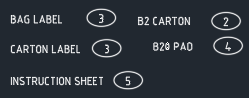 BAG LABEL 3 B2 CARTON 2
CARTON LABEL 3 B20 PAD 4
INSTRUCTION SHEET 5